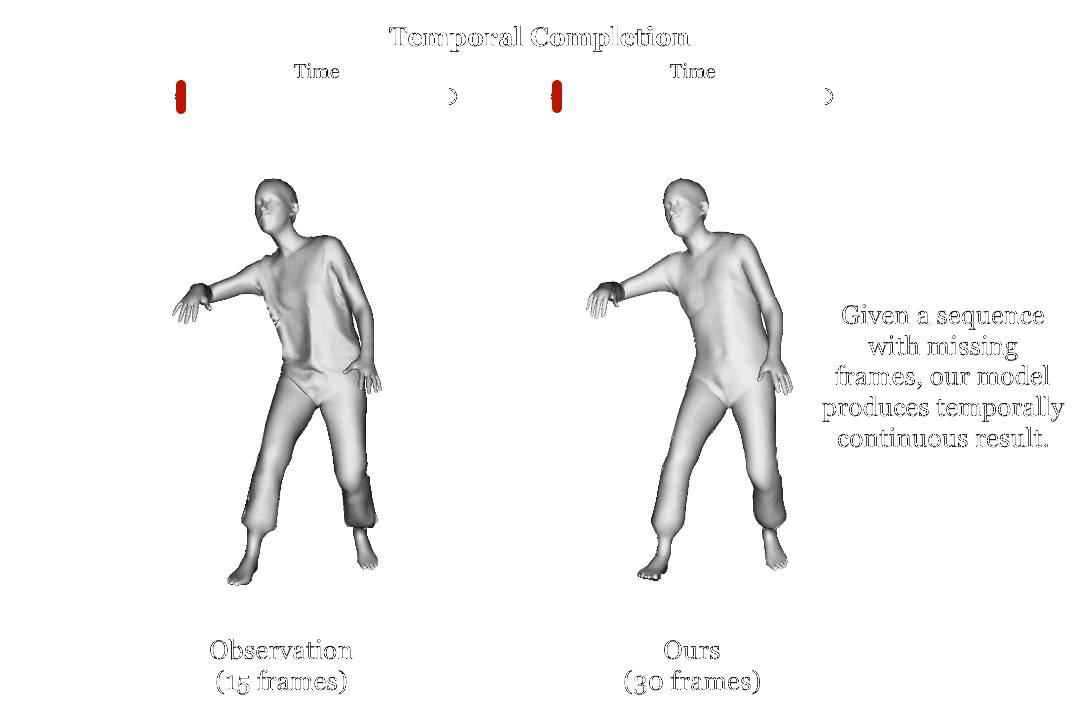 Temporal Completion
Time
Time
Given a sequence
with missing
frames, our model
produces temporally
continuous result.
Observation
(15 frames)
Ours
(30 frames)